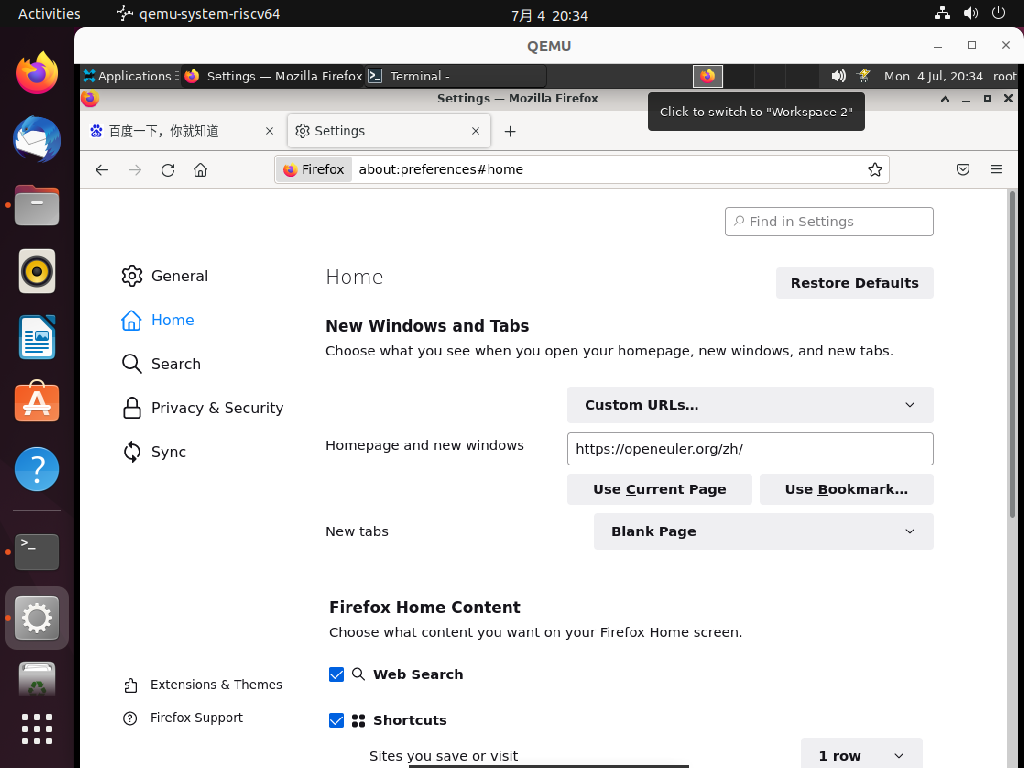 Activities
qemu-system-riscv64
7月 4 20:34
QEMU
Applications
Settings — Mozilla Firefox
Terminal -
Mon 4 Jul, 20:34
root
Settings — Mozilla Firefox
Click to switch to "Workspace 2"
百度一下，你就知道
Settings
Firefox
about:preferences#home
Find in Settings
General
Home
Search
Privacy & Security
Sync
Home
Restore Defaults
New Windows and Tabs
Choose what you see when you open your homepage, new windows, and new tabs.
Custom URLs...
Homepage and new windows
https://openeuler.org/zh/
Use Current Page
Use Bookmark...
New tabs
Blank Page
Firefox Home Content
Choose what content you want on your Firefox Home screen.
Web Search
Shortcuts
Sites you save or visit
1 row
Extensions & Themes
Firefox Support